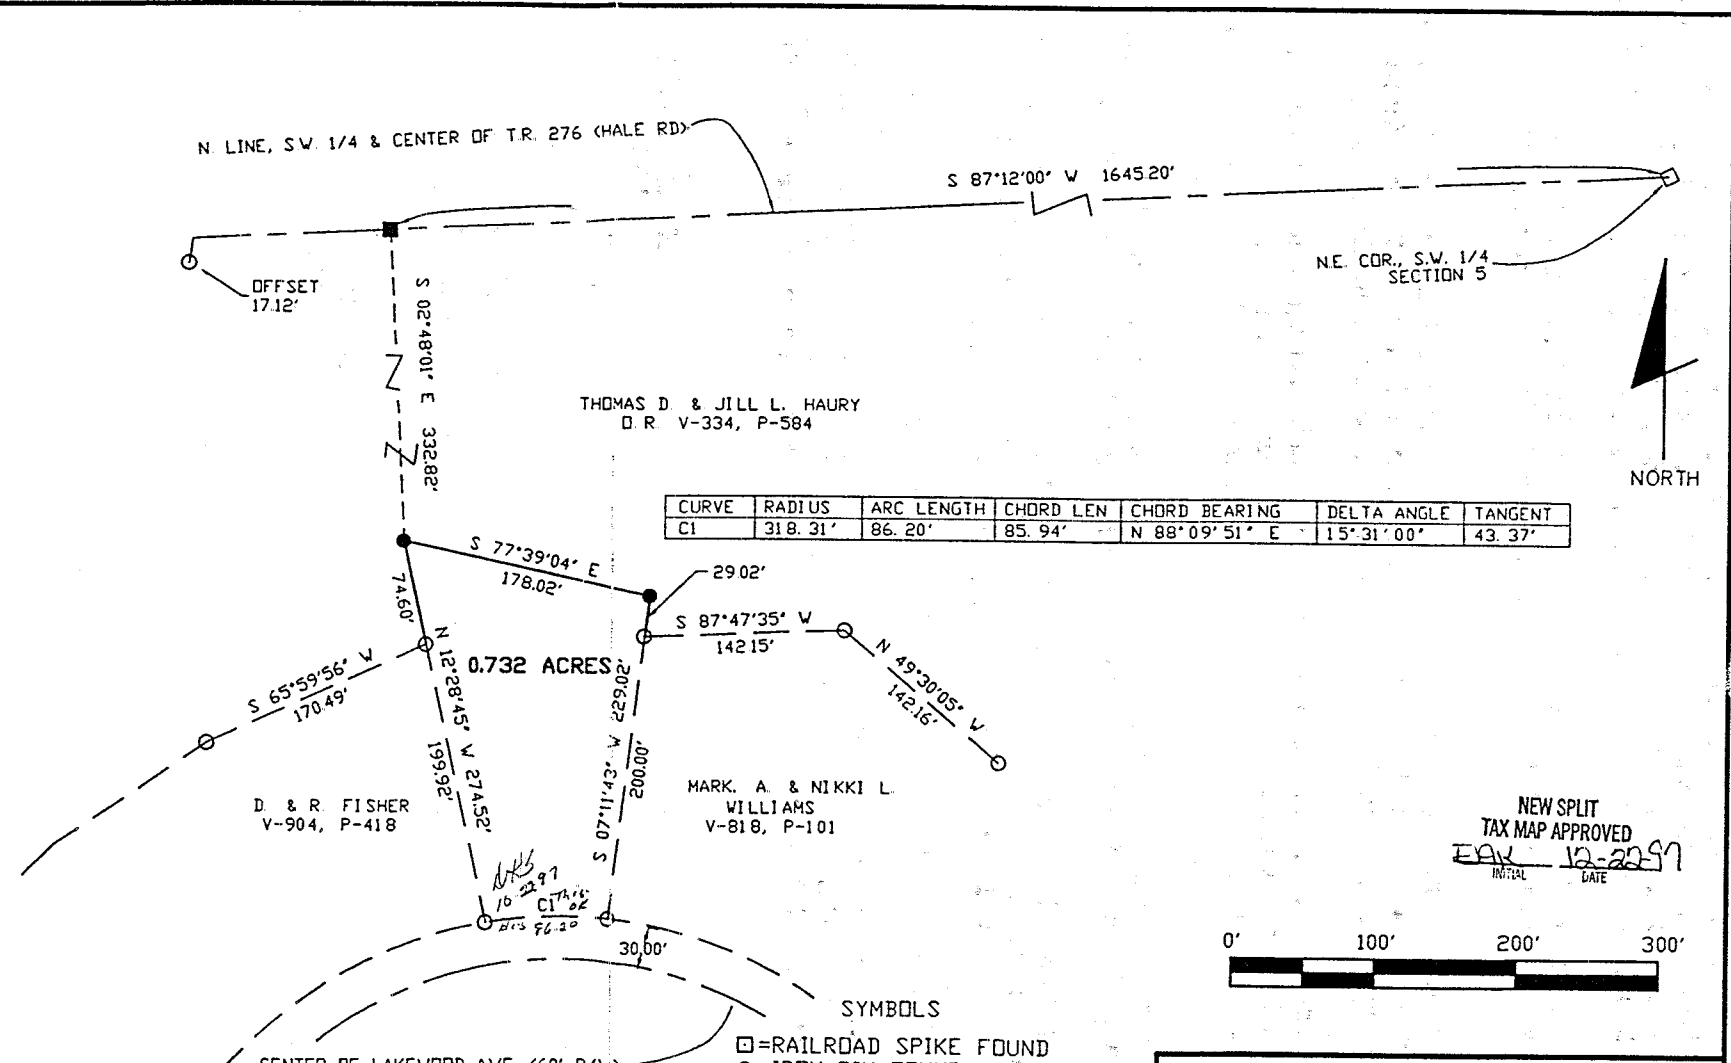 N. LINE, S.W. 1/4 & CENTER OF T.R. 276 (HALE RD)
S 87°12'00" W 1645.20'
N.E. COR., S.W. 1/4
SECTION 5
OFFSET
17.12'
S 02°48'01" E 332.82'
THOMAS D. & JILL L. HAURY
O.R. V-334, P-584
NORTH
CURVE RADIUS ARC LENGTH CHORD LEN CHORD BEARING DELTA ANGLE TANGENT
C1 318.31' 86.20' 85.94' N 88°09'51" E 15°31'00" 43.37'
S 77°39'04" E
178.02'
29.02'
74.60'
S 87°47'35" W
142.15'
N 49°30'05" W
142.16'
S 65°59'56" W
170.49'
0.732 ACRES
N 12°28'45" W 274.52'
199.92'
S 07°11'43" W 229.02'
200.00'
D. & R. FISHER
V-904, P-418
MARK. A. & NIKKI L.
WILLIAMS
V-818, P-101
NEW SPLIT
TAX MAP APPROVED
EAK 12-22-97
INITIAL DATE
C1
30.00'
0' 100' 200' 300'
SYMBOLS
=RAILROAD SPIKE FOUND
CENTER OF LAKEWOOD AVE.